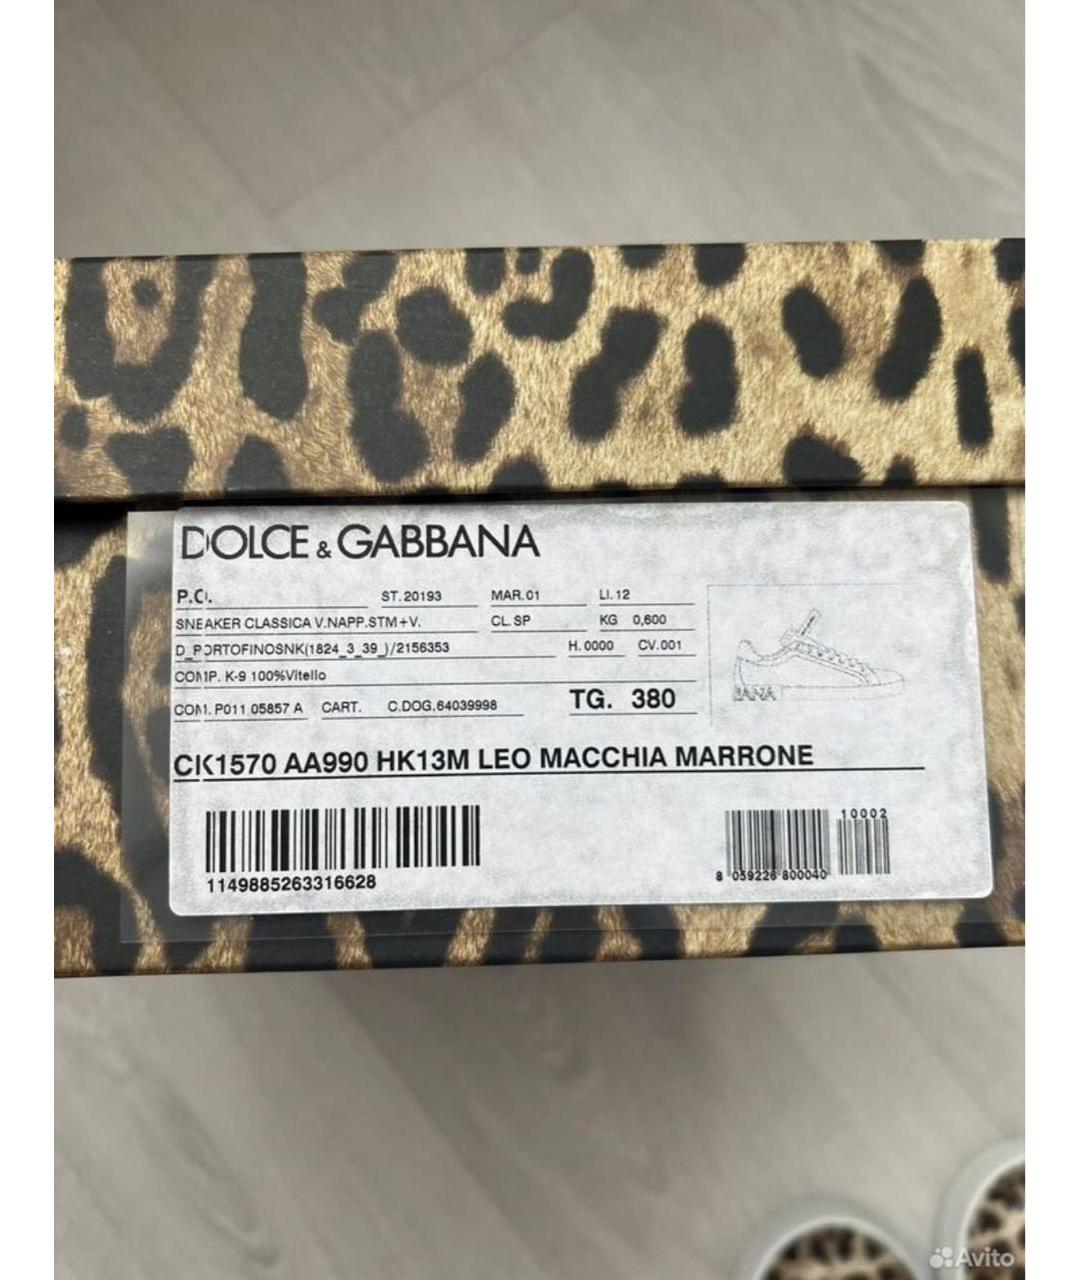 DOLCE & GABBANA
P.O. ST.20193 MAR.01 LI.12
SNEAKER CLASSICA V.NAPP.STM+V. CL.SP KG 0,600
D_PORTOFINOSNK(1824_3_39_)/2156353 H.0000 CV.001
COMP. K-9 100%Vitello
COM. P011 05857 A CART. C.DOG.64039998 TG. 380
CK1570 AA990 HK13M LEO MACCHIA MARRONE
10002
8 059226 800040
1149885263316628
Avito